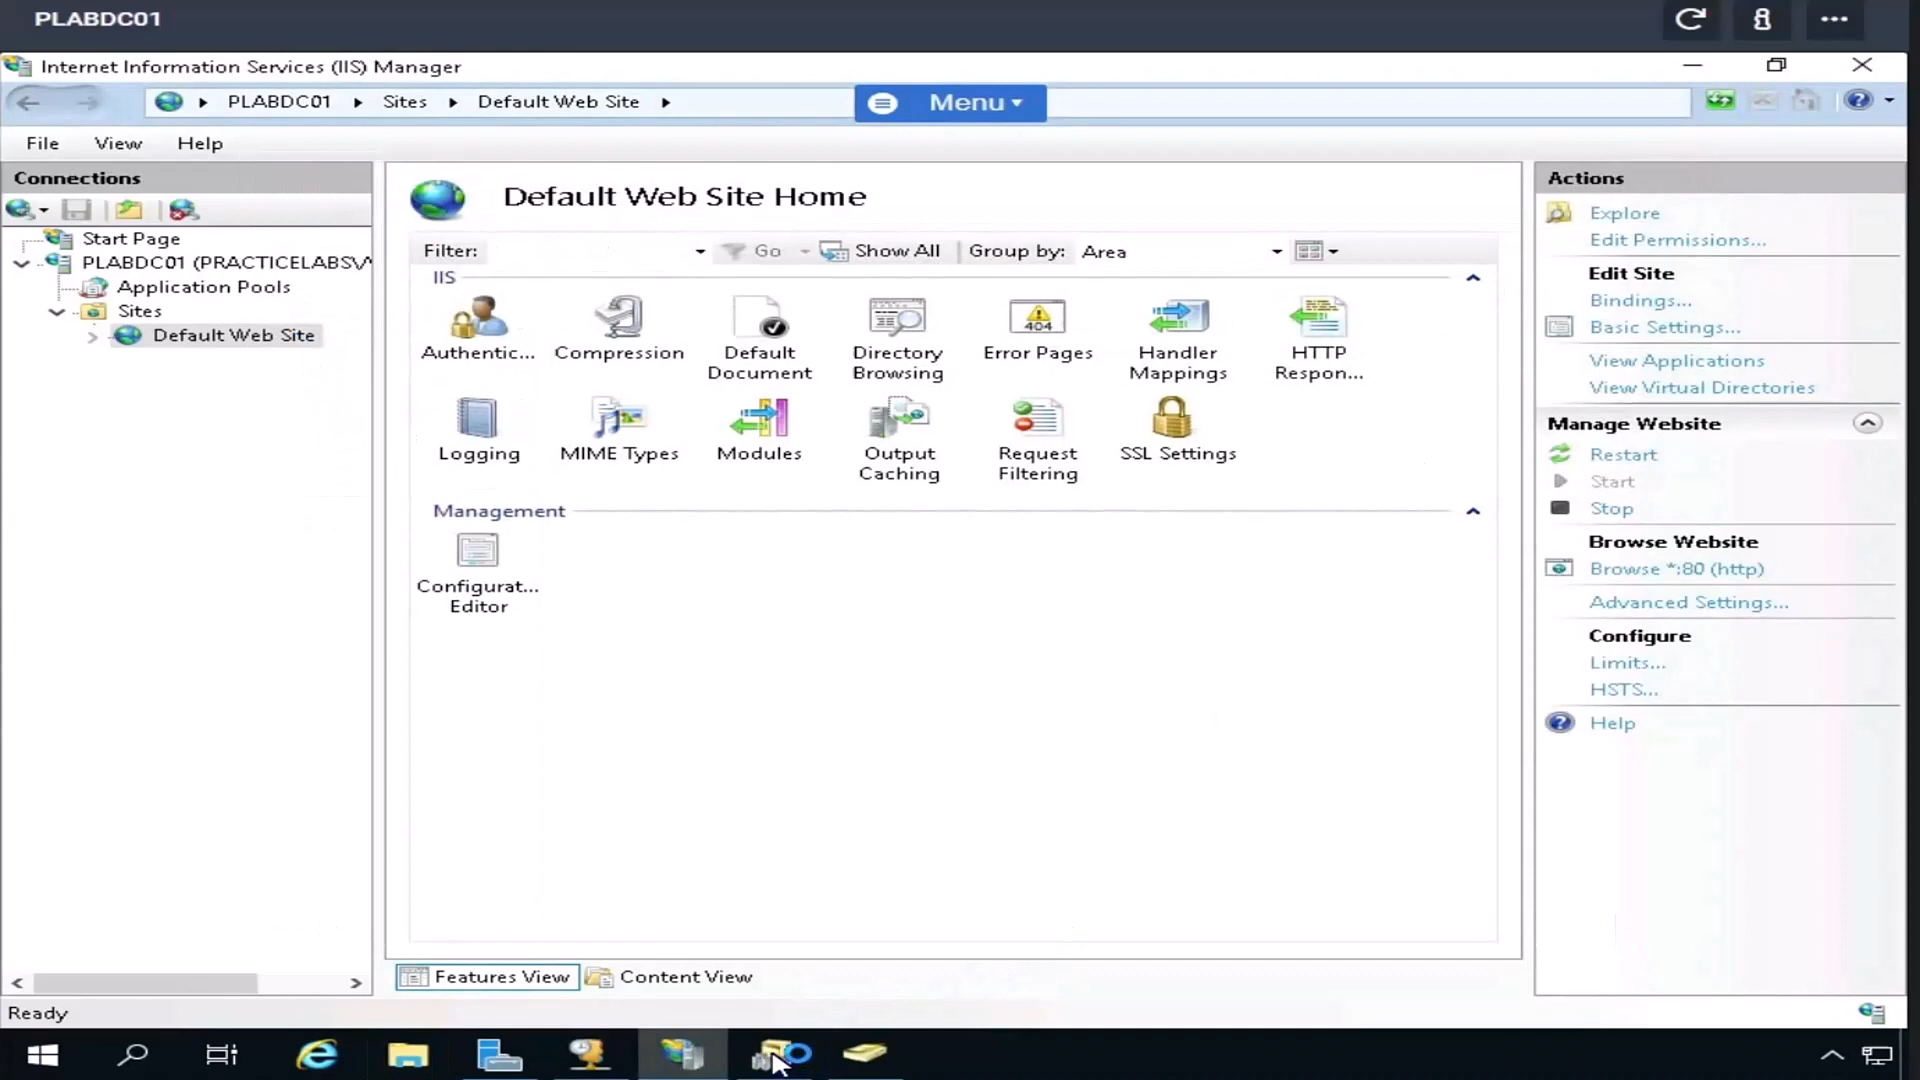 PLABDC01
Internet Information Services (IIS) Manager
PLABDC01 Sites Default Web Site
Menu
File View Help
Connections
Start Page
PLABDC01 (PRACTICELABS\
Application Pools
Sites
Default Web Site
Default Web Site Home
Filter: Go Show All Group by: Area
IIS
Authentic... Compression Default Document Directory Browsing Error Pages Handler Mappings HTTP Respon...
404
Logging MIME Types Modules Output Caching Request Filtering SSL Settings
Management
Configurat... Editor
Features View Content View
Actions
Explore
Edit Permissions...
Edit Site
Bindings...
Basic Settings...
View Applications
View Virtual Directories
Manage Website
Restart
Start
Stop
Browse Website
Browse *:80 (http)
Advanced Settings...
Configure
Limits...
HSTS...
Help
Ready